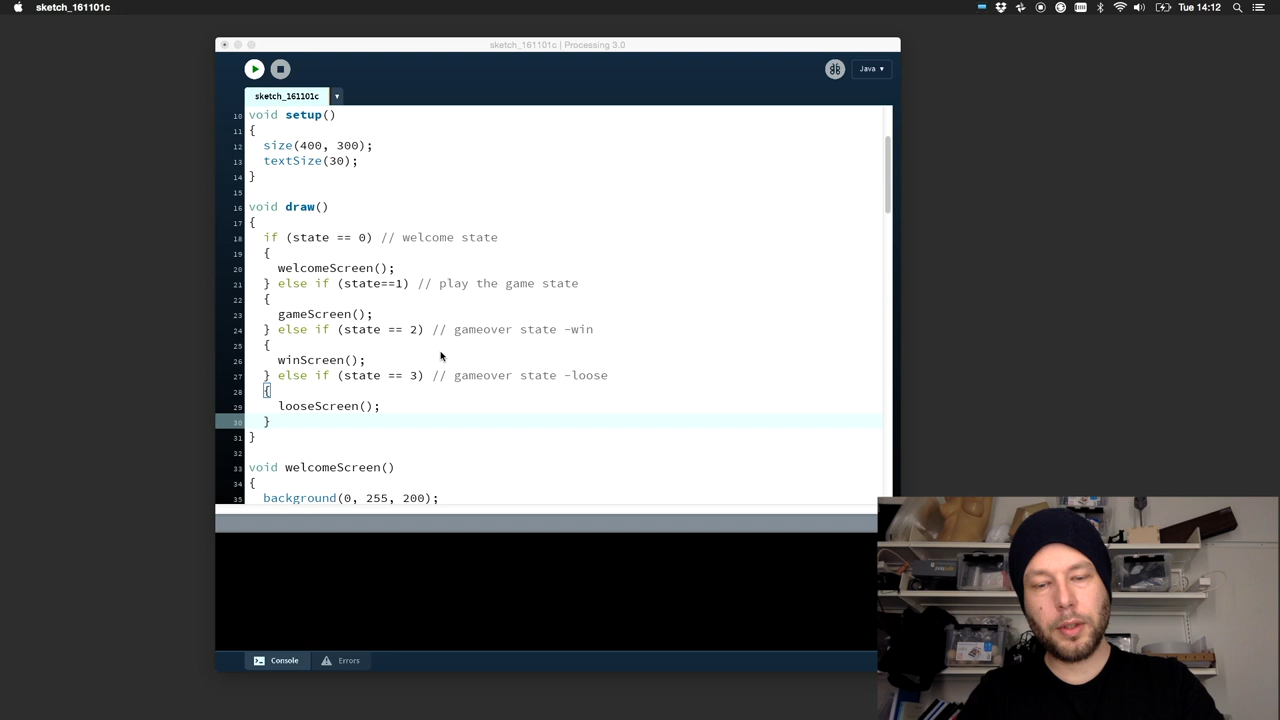 sketch_161101c
Tue 14:12
sketch_161101c | Processing 3.0
Java ▾
sketch_161101c
10 void setup()
11 {
12 size(400, 300);
13 textSize(30);
14 }
15
16 void draw()
17 {
18 if (state == 0) // welcome state
19 {
20 welcomeScreen();
21 } else if (state==1) // play the game state
22 {
23 gameScreen();
24 } else if (state == 2) // gameover state -win
25 {
26 winScreen();
27 } else if (state == 3) // gameover state -loose
28 {
29 looseScreen();
30 }
31 }
32
33 void welcomeScreen()
34 {
35 background(0, 255, 200);
Console
Errors